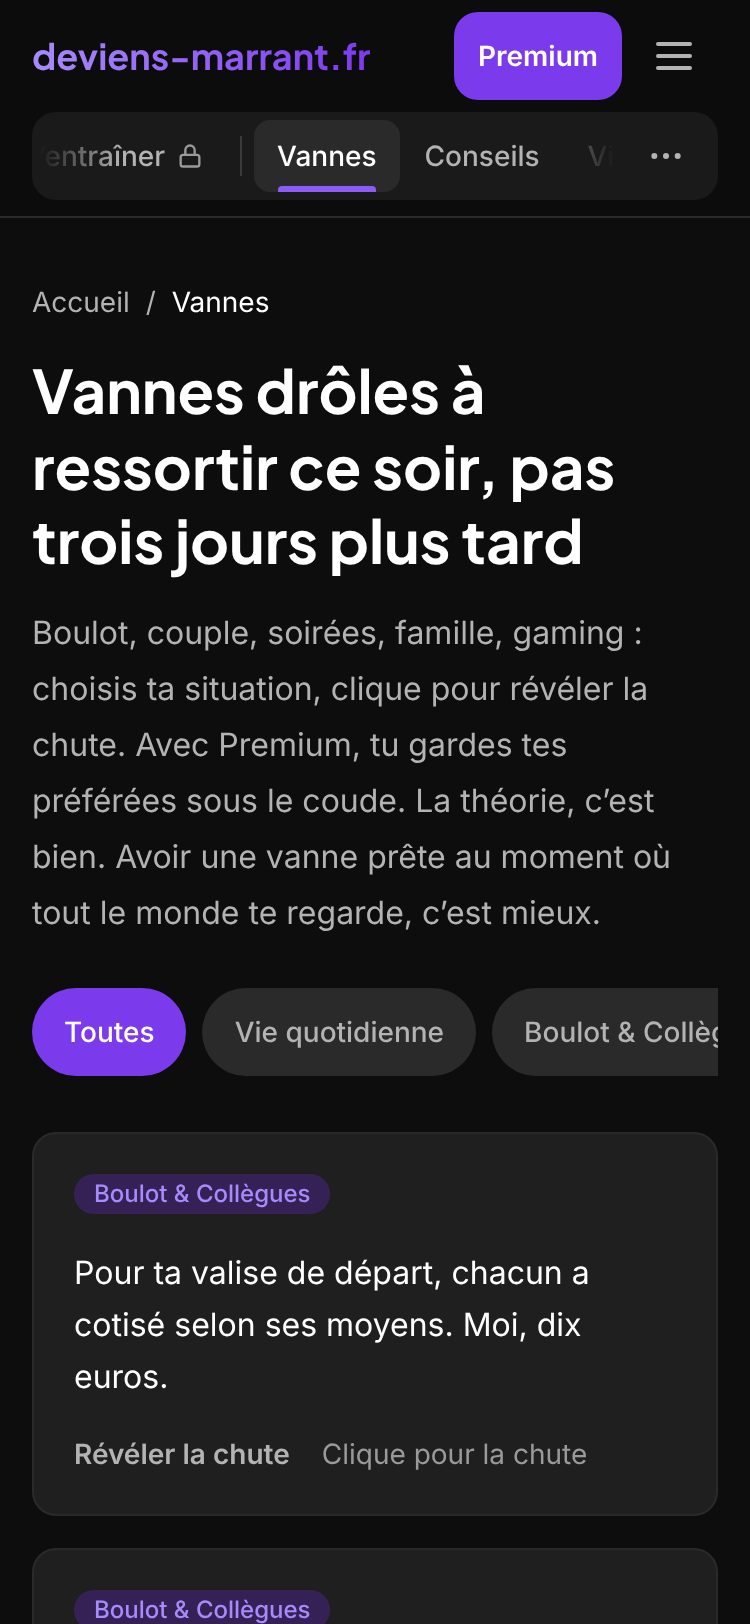 deviens-marrant.fr
Premium
entraîner
Vannes
Conseils
Accueil / Vannes
Vannes drôles à
ressortir ce soir, pas
trois jours plus tard
Boulot, couple, soirées, famille, gaming :
choisis ta situation, clique pour révéler la
chute. Avec Premium, tu gardes tes
préférées sous le coude. La théorie, c’est
bien. Avoir une vanne prête au moment où
tout le monde te regarde, c’est mieux.
Toutes
Vie quotidienne
Boulot & Collèg
Boulot & Collègues
Pour ta valise de départ, chacun a
cotisé selon ses moyens. Moi, dix
euros.
Révéler la chute Clique pour la chute
Boulot & Collègues